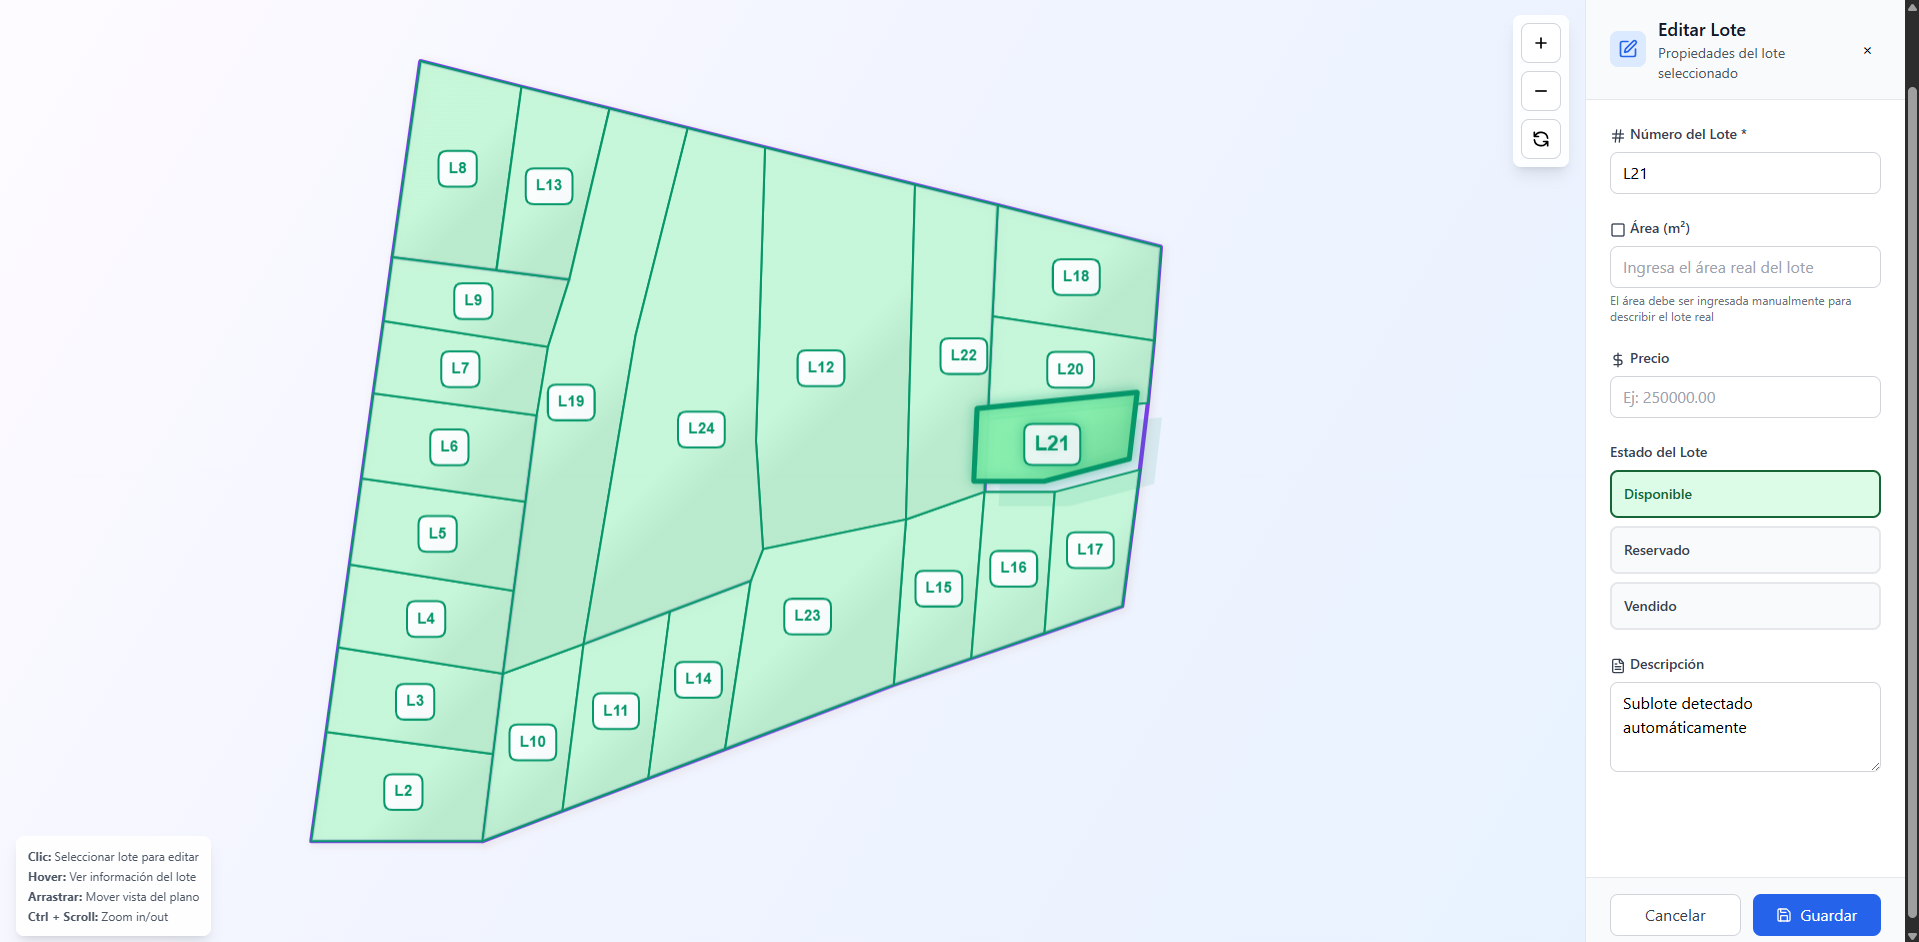 L8
L13
L9
L7
L6
L5
L4
L3
L2
L19
L24
L12
L22
L18
L20
L21
L23
L15
L16
L17
L14
L11
L10
Clic: Seleccionar lote para editar
Hover: Ver información del lote
Arrastrar: Mover vista del plano
Ctrl + Scroll: Zoom in/out
Editar Lote
Propiedades del lote
seleccionado
Número del Lote *
L21
Área (m²)
Ingresa el área real del lote
El área debe ser ingresada manualmente para
describir el lote real
Precio
Ej: 250000.00
Estado del Lote
Disponible
Reservado
Vendido
Descripción
Sublote detectado
automáticamente
Cancelar
Guardar